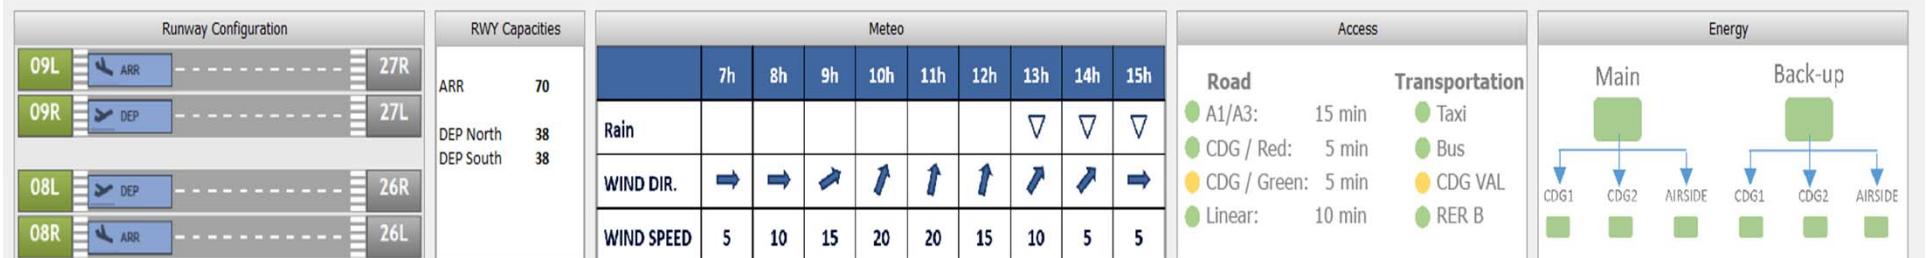 Runway Configuration
09L ARR 27R
09R DEP 27L
08L DEP 26R
08R ARR 26L
RWY Capacities
ARR 70
DEP North 38
DEP South 38
Meteo
7h 8h 9h 10h 11h 12h 13h 14h 15h
Rain
WIND DIR.
WIND SPEED 5 10 15 20 20 15 10 5 5
Access
Road Transportation
A1/A3: 15 min Taxi
CDG / Red: 5 min Bus
CDG / Green: 5 min CDG VAL
Linear: 10 min RER B
Energy
Main Back-up
CDG1 CDG2 AIRSIDE CDG1 CDG2 AIRSIDE